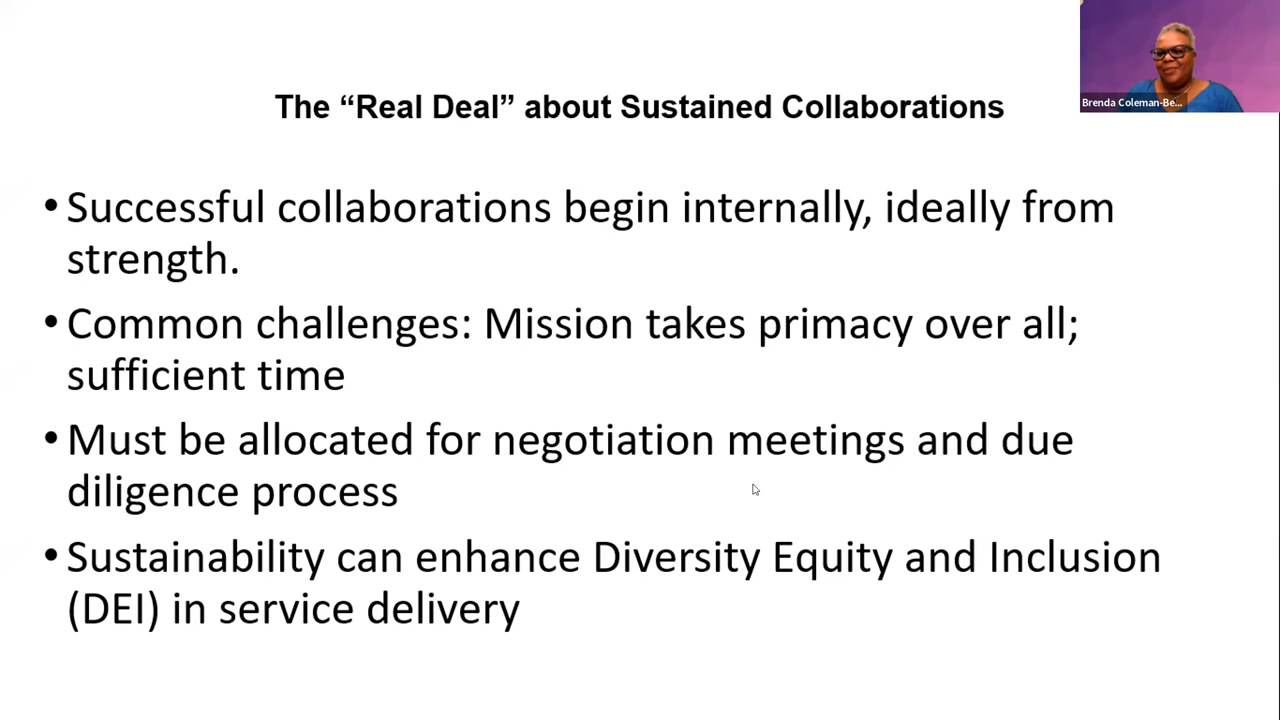 The “Real Deal” about Sustained Collaborations
Brenda Coleman-Be...
• Successful collaborations begin internally, ideally from
strength.
• Common challenges: Mission takes primacy over all;
sufficient time
• Must be allocated for negotiation meetings and due
diligence process
• Sustainability can enhance Diversity Equity and Inclusion
(DEI) in service delivery